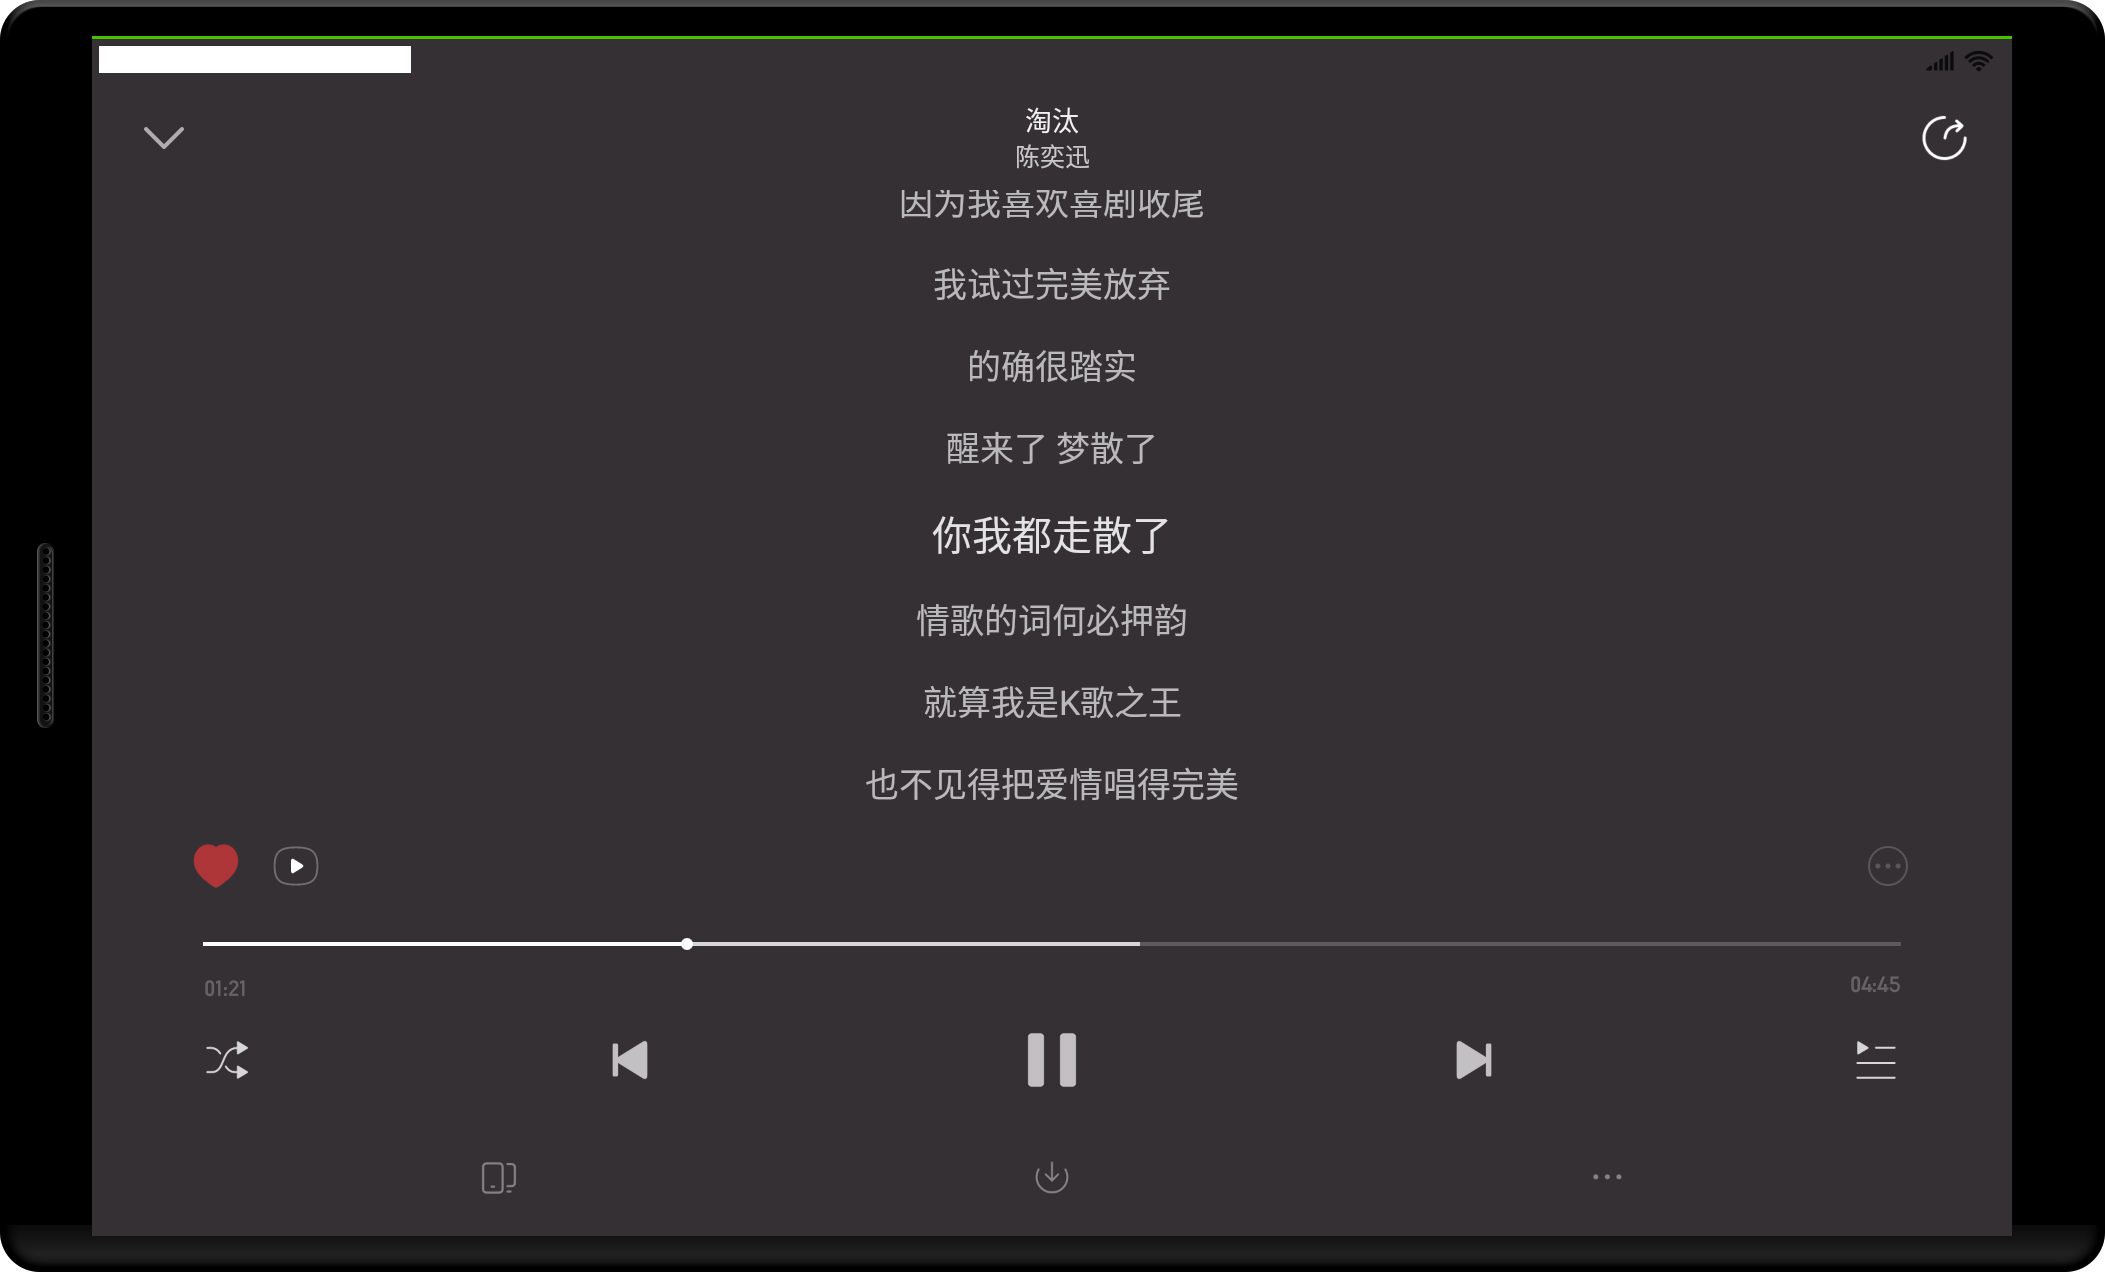 淘汰
陈奕迅
因为我喜欢喜剧收尾
我试过完美放弃
的确很踏实
醒来了 梦散了
你我都走散了
情歌的词何必押韵
就算我是K歌之王
也不见得把爱情唱得完美
01:21
04:45